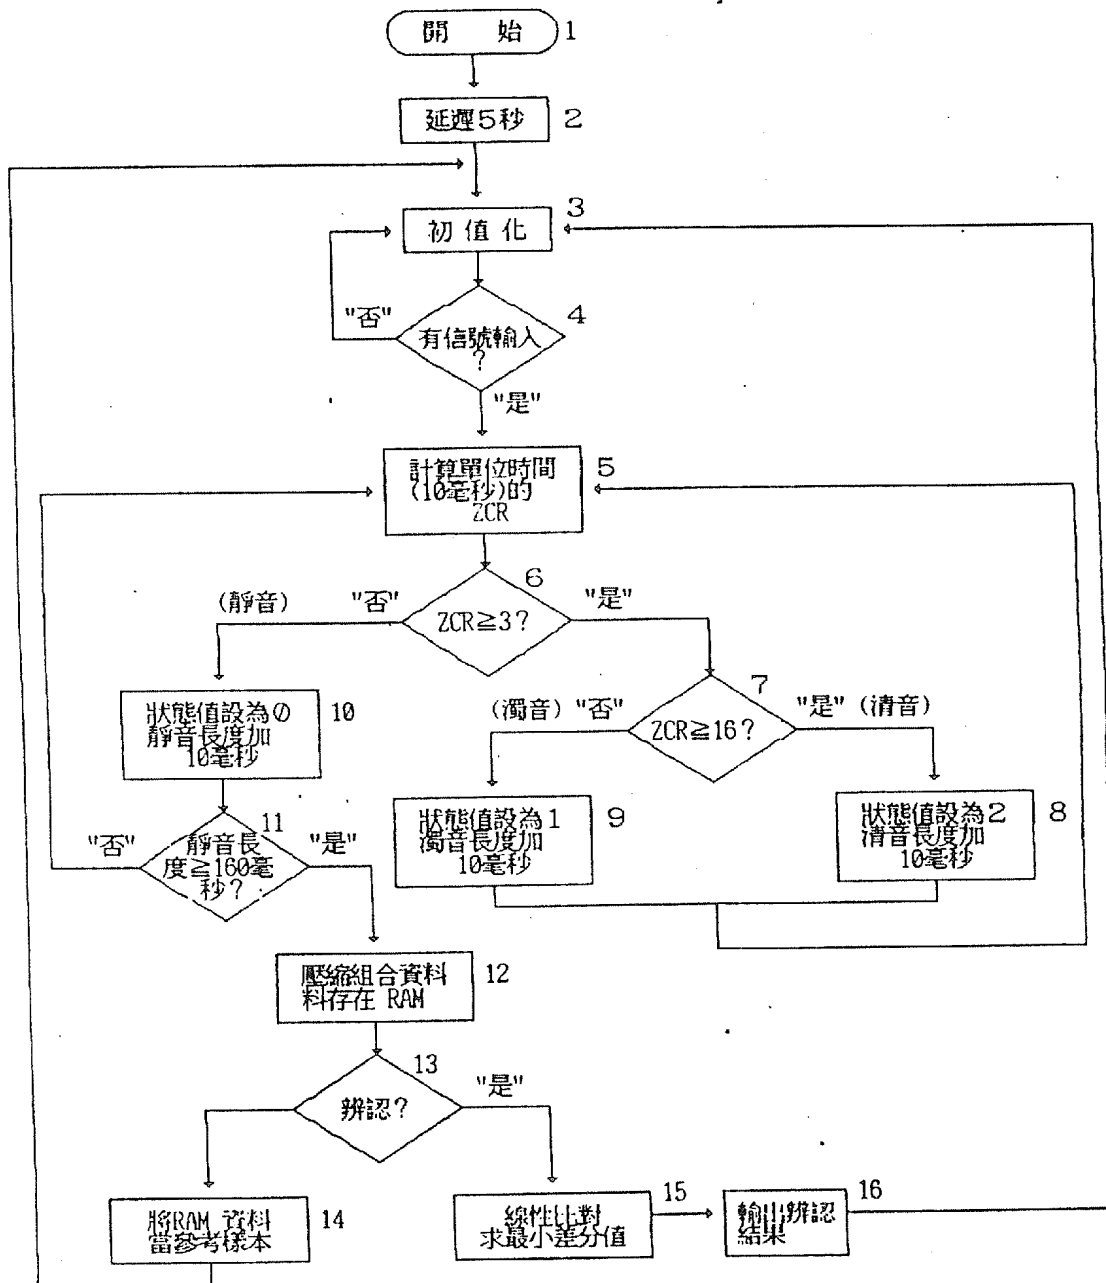 開 始 1
延遲5秒 2
3
初值化
"否"
4
有信號輸入
?
"是"
計算單位時間
(10毫秒)的
ZCR
5
6
(靜音) "否" "是"
ZCR≧3?
7
(濁音) "否" "是" (清音)
ZCR≧16?
狀態值設為0
靜音長度加
10毫秒
10
狀態值設為1
濁音長度加
10毫秒
9
狀態值設為2
清音長度加
10毫秒
8
11
"否" "是"
靜音長
度≧160毫
秒?
壓縮組合資料
料存在 RAM
12
13
"是"
辨認?
將RAM 資料
當參考樣本
14
線性比對
求最小差分值
15
輸出辨認
結果
16